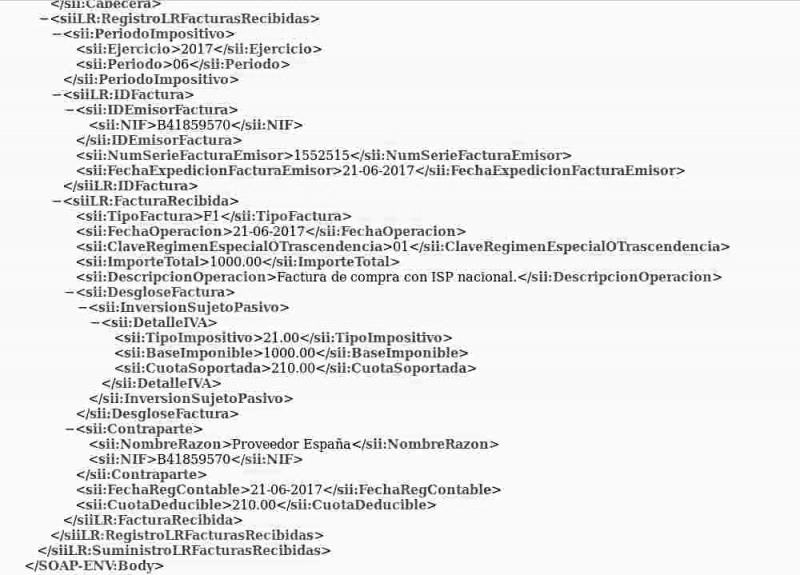 </sii:Cabecera>
−<siiLR:RegistroLRFacturasRecibidas>
−<sii:PeriodoImpositivo>
<sii:Ejercicio>2017</sii:Ejercicio>
<sii:Periodo>06</sii:Periodo>
</sii:PeriodoImpositivo>
−<siiLR:IDFactura>
−<sii:IDEmisorFactura>
<sii:NIF>B41859570</sii:NIF>
</sii:IDEmisorFactura>
<sii:NumSerieFacturaEmisor>1552515</sii:NumSerieFacturaEmisor>
<sii:FechaExpedicionFacturaEmisor>21-06-2017</sii:FechaExpedicionFacturaEmisor>
</siiLR:IDFactura>
−<siiLR:FacturaRecibida>
<sii:TipoFactura>F1</sii:TipoFactura>
<sii:FechaOperacion>21-06-2017</sii:FechaOperacion>
<sii:ClaveRegimenEspecialOTrascendencia>01</sii:ClaveRegimenEspecialOTrascendencia>
<sii:ImporteTotal>1000.00</sii:ImporteTotal>
<sii:DescripcionOperacion>Factura de compra con ISP nacional.</sii:DescripcionOperacion>
−<sii:DesgloseFactura>
−<sii:InversionSujetoPasivo>
−<sii:DetalleIVA>
<sii:TipoImpositivo>21.00</sii:TipoImpositivo>
<sii:BaseImponible>1000.00</sii:BaseImponible>
<sii:CuotaSoportada>210.00</sii:CuotaSoportada>
</sii:DetalleIVA>
</sii:InversionSujetoPasivo>
</sii:DesgloseFactura>
−<sii:Contraparte>
<sii:NombreRazon>Proveedor España</sii:NombreRazon>
<sii:NIF>B41859570</sii:NIF>
</sii:Contraparte>
<sii:FechaRegContable>21-06-2017</sii:FechaRegContable>
<sii:CuotaDeducible>210.00</sii:CuotaDeducible>
</siiLR:FacturaRecibida>
</siiLR:RegistroLRFacturasRecibidas>
</siiLR:SuministroLRFacturasRecibidas>
</SOAP-ENV:Body>